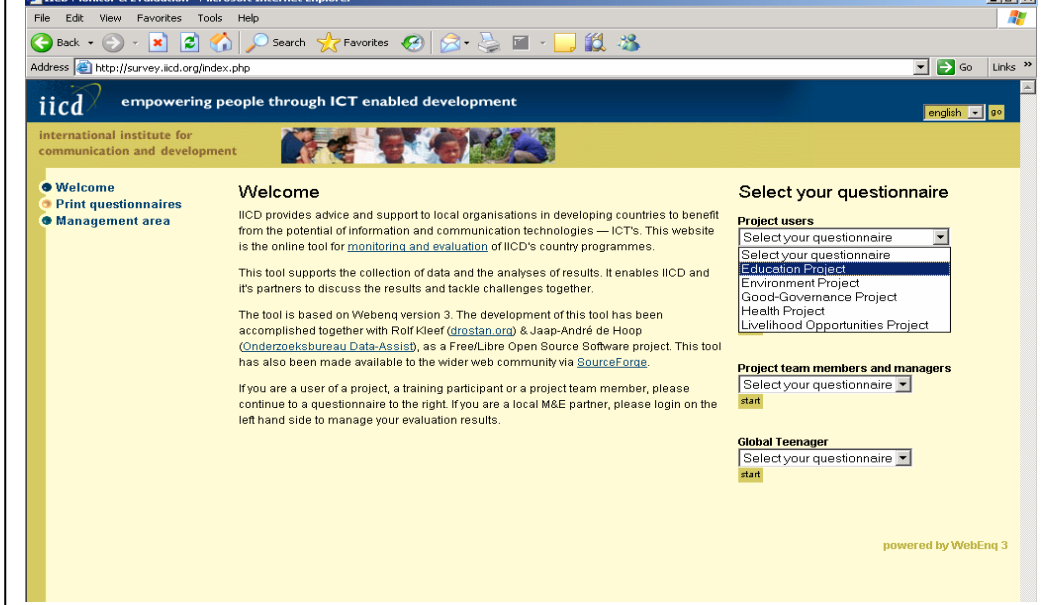 File Edit View Favorites Tools Help
Back Search Favorites
Address http://survey.iicd.org/index.php Go Links »
iicd empowering people through ICT enabled development
english go
international institute for
communication and development
Welcome
Print questionnaires
Management area
Welcome
IICD provides advice and support to local organisations in developing countries to benefit
from the potential of information and communication technologies — ICT's. This website
is the online tool for monitoring and evaluation of IICD's country programmes.
This tool supports the collection of data and the analyses of results. It enables IICD and
it's partners to discuss the results and tackle challenges together.
The tool is based on Webenq version 3. The development of this tool has been
accomplished together with Rolf Kleef (drostan.org) & Jaap-André de Hoop
(Onderzoeksbureau Data-Assist), as a Free/Libre Open Source Software project. This tool
has also been made available to the wider web community via SourceForge.
If you are a user of a project, a training participant or a project team member, please
continue to a questionnaire to the right. If you are a local M&E partner, please login on the
left hand side to manage your evaluation results.
Select your questionnaire
Project users
Select your questionnaire
Select your questionnaire
Education Project
Environment Project
Good-Governance Project
Health Project
Livelihood Opportunities Project
Project team members and managers
Select your questionnaire
start
Global Teenager
Select your questionnaire
start
powered by WebEnq 3